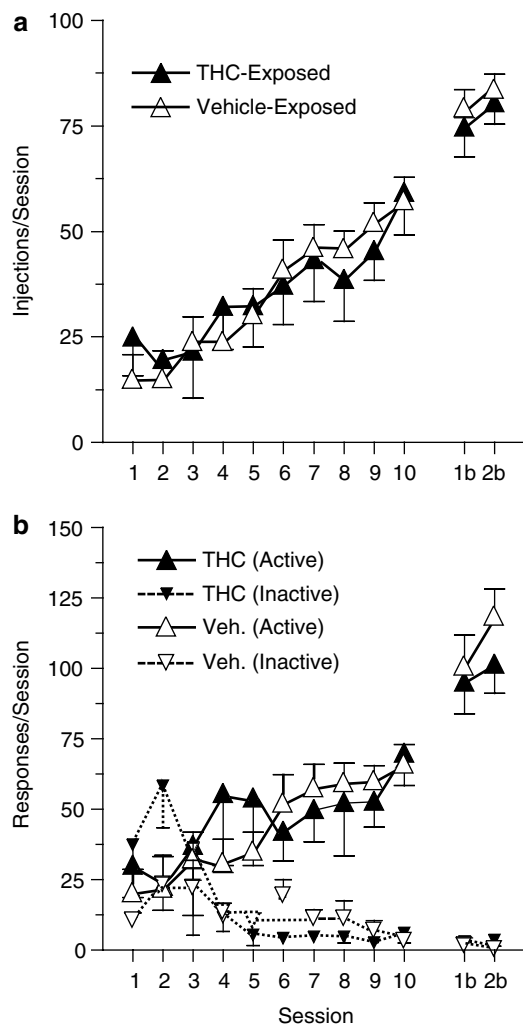 a
100
THC-Exposed
Vehicle-Exposed
75
50
25
0
Injections/Session
1 2 3 4 5 6 7 8 9 10 1b 2b
b
150
THC (Active)
THC (Inactive)
Veh. (Active)
Veh. (Inactive)
125
100
75
50
25
0
Responses/Session
1 2 3 4 5 6 7 8 9 10 1b 2b
Session